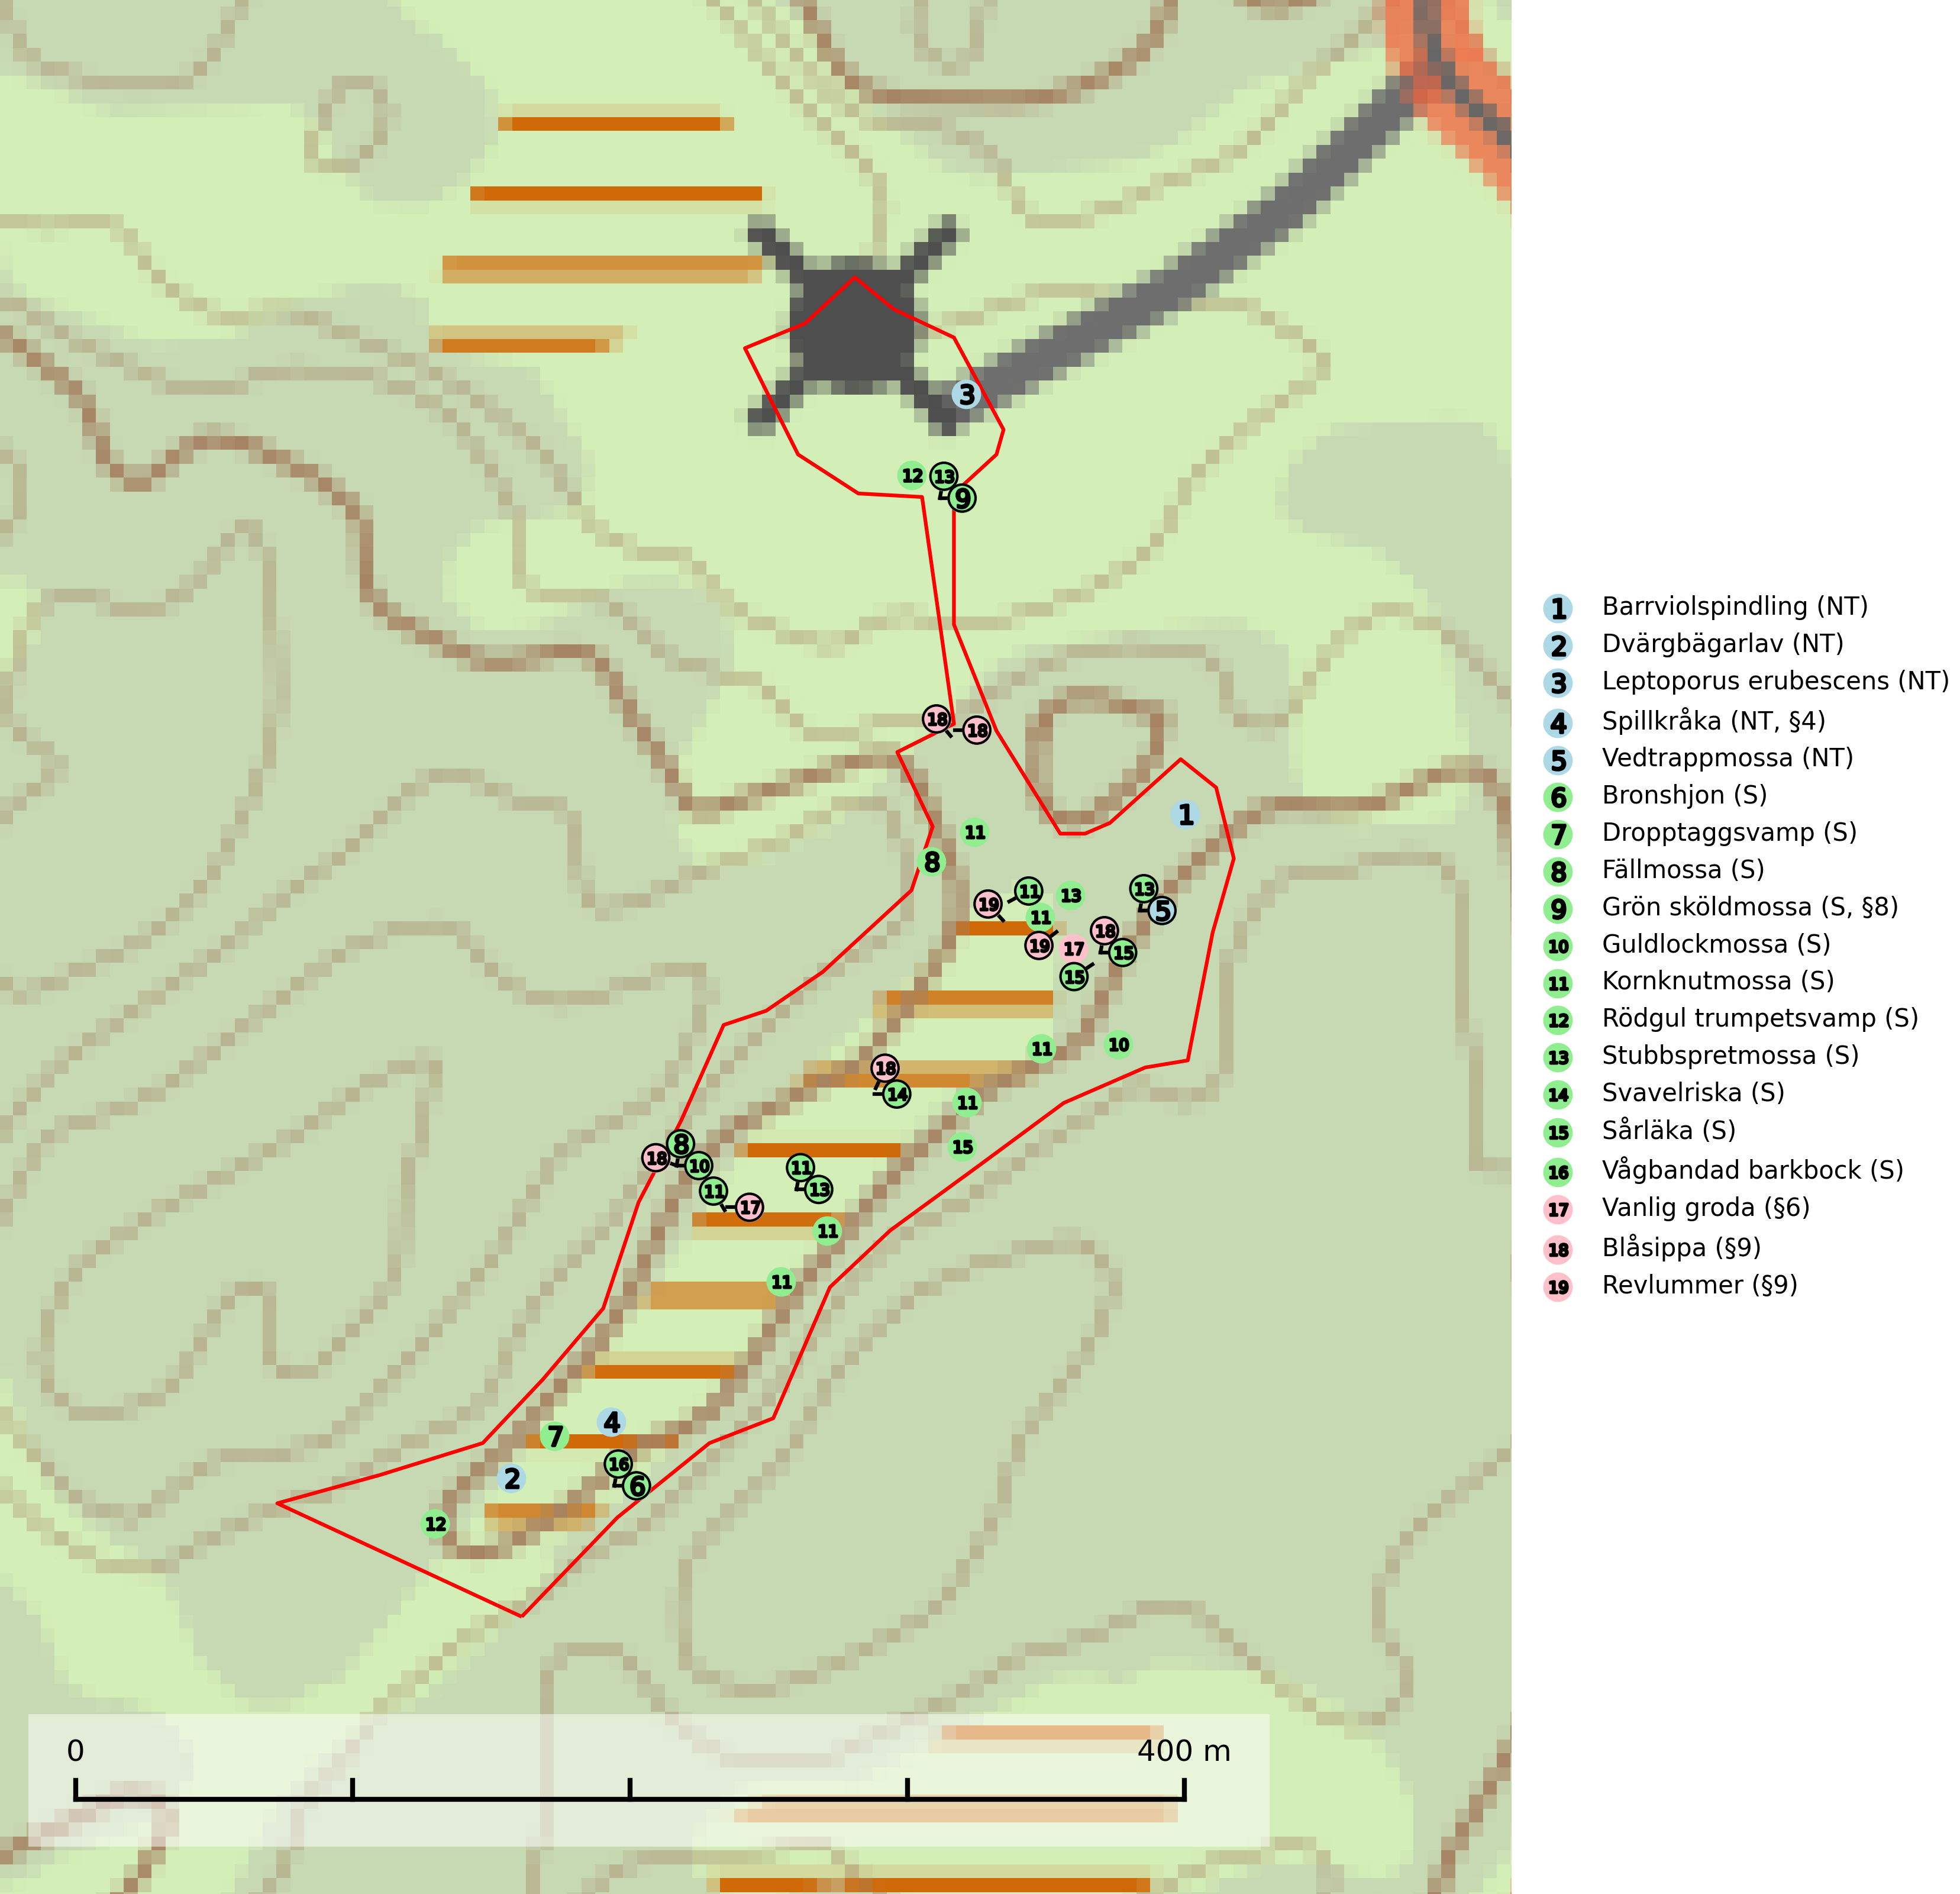 3
12 13
9
18
18
1
11
8
13
11 13
19 5
11
18
19 17 15
15
11 10
18
14
11
8 15
18 10 11
11 13
17
11
11
4
7
16
2 6
12
0 400 m
1 Barrviolspindling (NT)
2 Dvärgbägarlav (NT)
3 Leptoporus erubescens (NT)
4 Spillkråka (NT, §4)
5 Vedtrappmossa (NT)
6 Bronshjon (S)
7 Dropptaggsvamp (S)
8 Fällmossa (S)
9 Grön sköldmossa (S, §8)
10 Guldlockmossa (S)
11 Kornknutmossa (S)
12 Rödgul trumpetsvamp (S)
13 Stubbspretmossa (S)
14 Svavelriska (S)
15 Sårläka (S)
16 Vågbandad barkbock (S)
17 Vanlig groda (§6)
18 Blåsippa (§9)
19 Revlummer (§9)